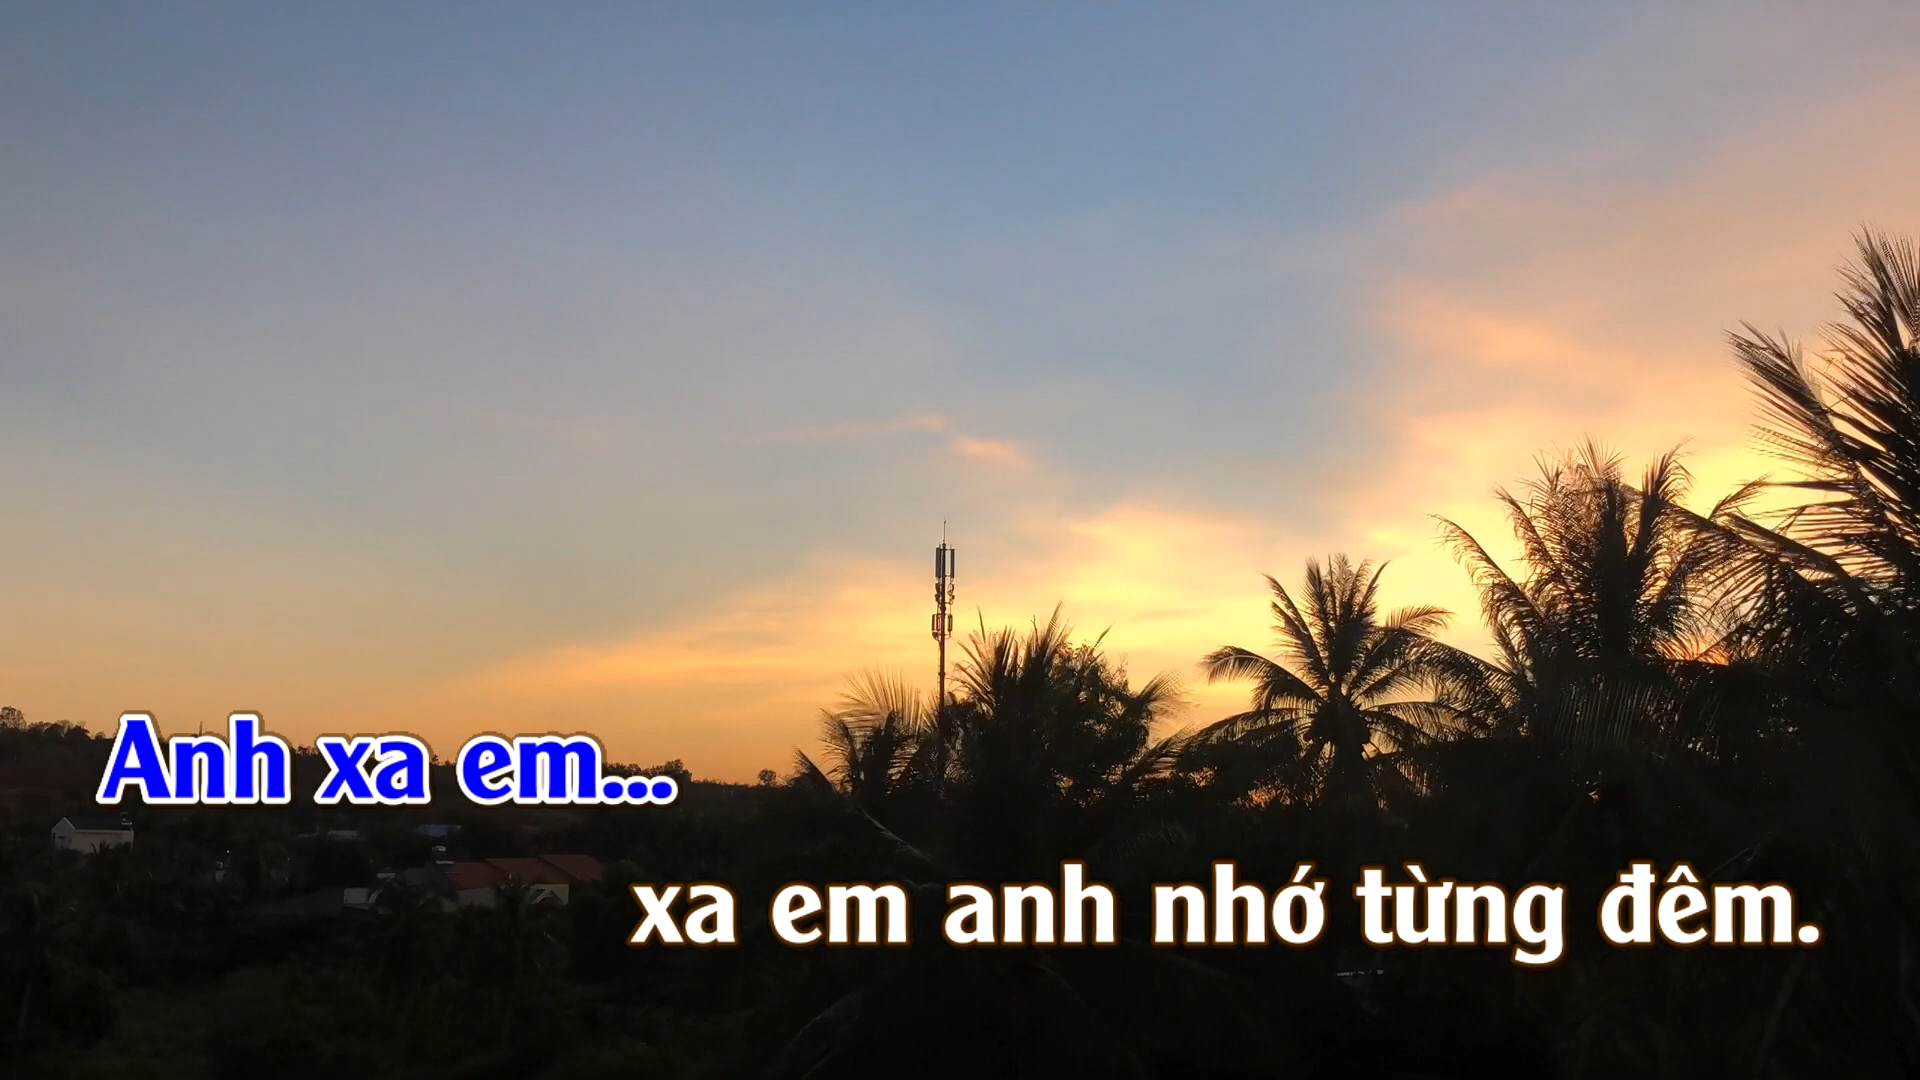 Anh xa em...
xa em anh nhớ từng đêm.